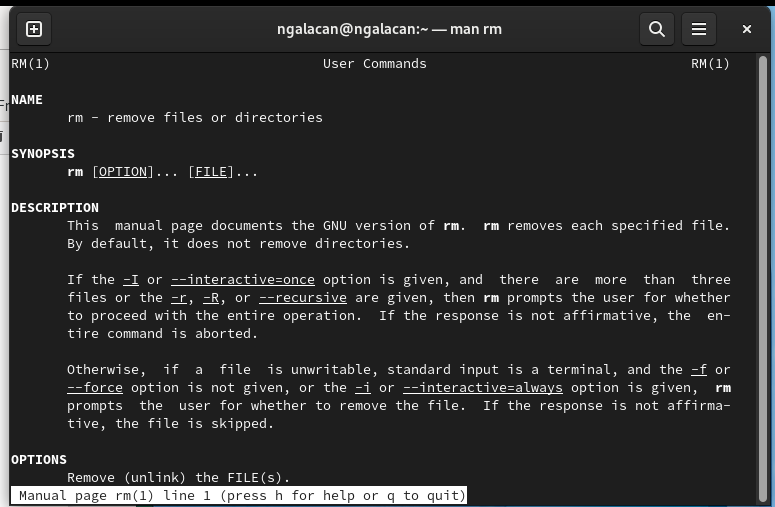 ngalacan@ngalacan:~ — man rm
RM(1) User Commands RM(1)
NAME
rm - remove files or directories
SYNOPSIS
rm [OPTION]... [FILE]...
DESCRIPTION
This manual page documents the GNU version of rm. rm removes each specified file.
By default, it does not remove directories.
If the -I or --interactive=once option is given, and there are more than three
files or the -r, -R, or --recursive are given, then rm prompts the user for whether
to proceed with the entire operation. If the response is not affirmative, the en-
tire command is aborted.
Otherwise, if a file is unwritable, standard input is a terminal, and the -f or
--force option is not given, or the -i or --interactive=always option is given, rm
prompts the user for whether to remove the file. If the response is not affirma-
tive, the file is skipped.
OPTIONS
Remove (unlink) the FILE(s).
Manual page rm(1) line 1 (press h for help or q to quit)